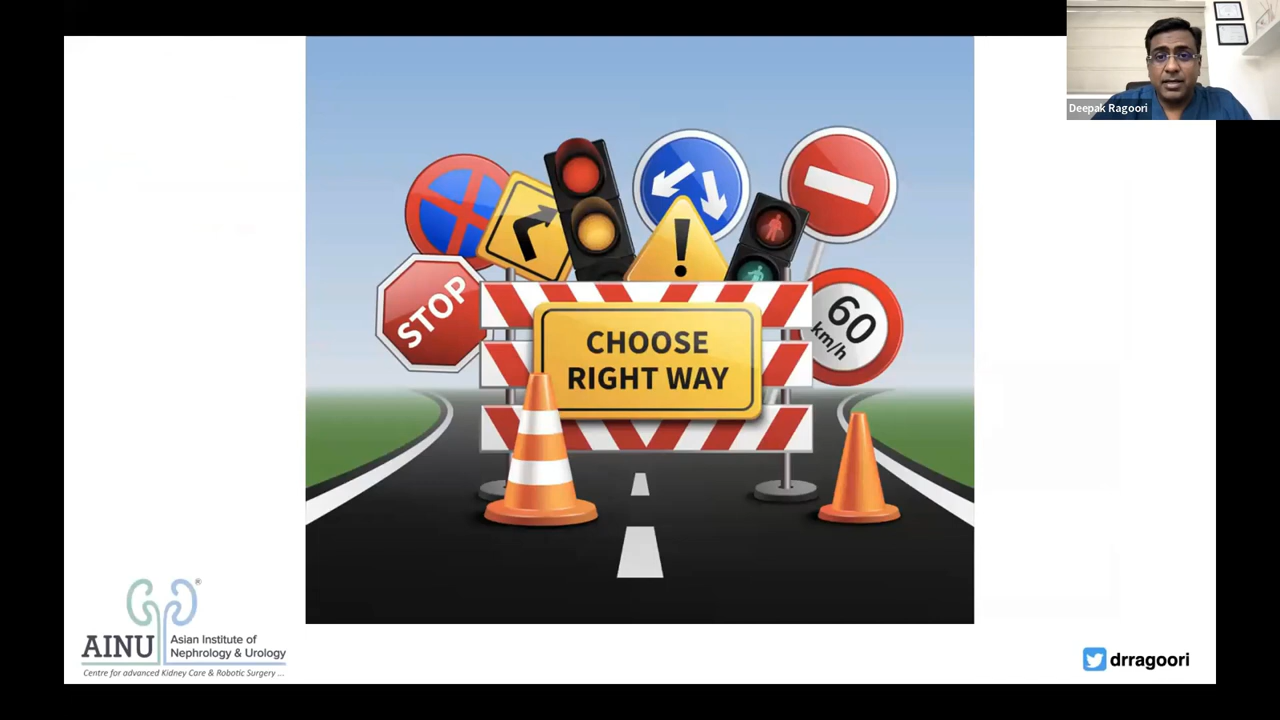 Deepak Ragoori
STOP
!
60
km/h
CHOOSE
RIGHT WAY
®
AINU
Asian Institute of
Nephrology & Urology
Centre for advanced Kidney Care & Robotic Surgery ...
drragoori